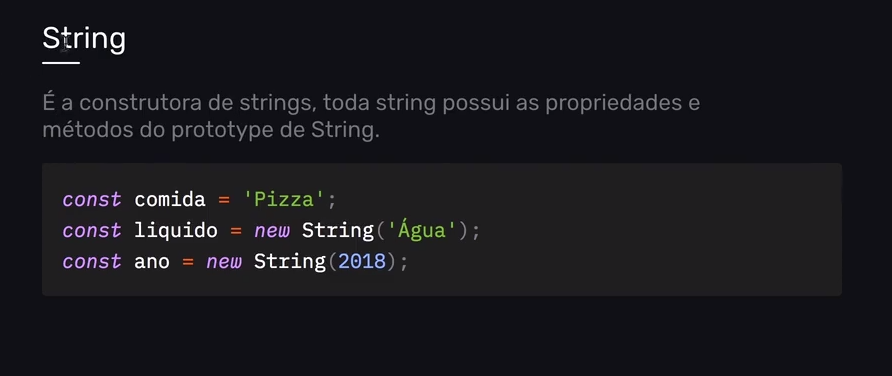 String
É a construtora de strings, toda string possui as propriedades e
métodos do prototype de String.
const comida = 'Pizza';
const liquido = new String('Água');
const ano = new String(2018);